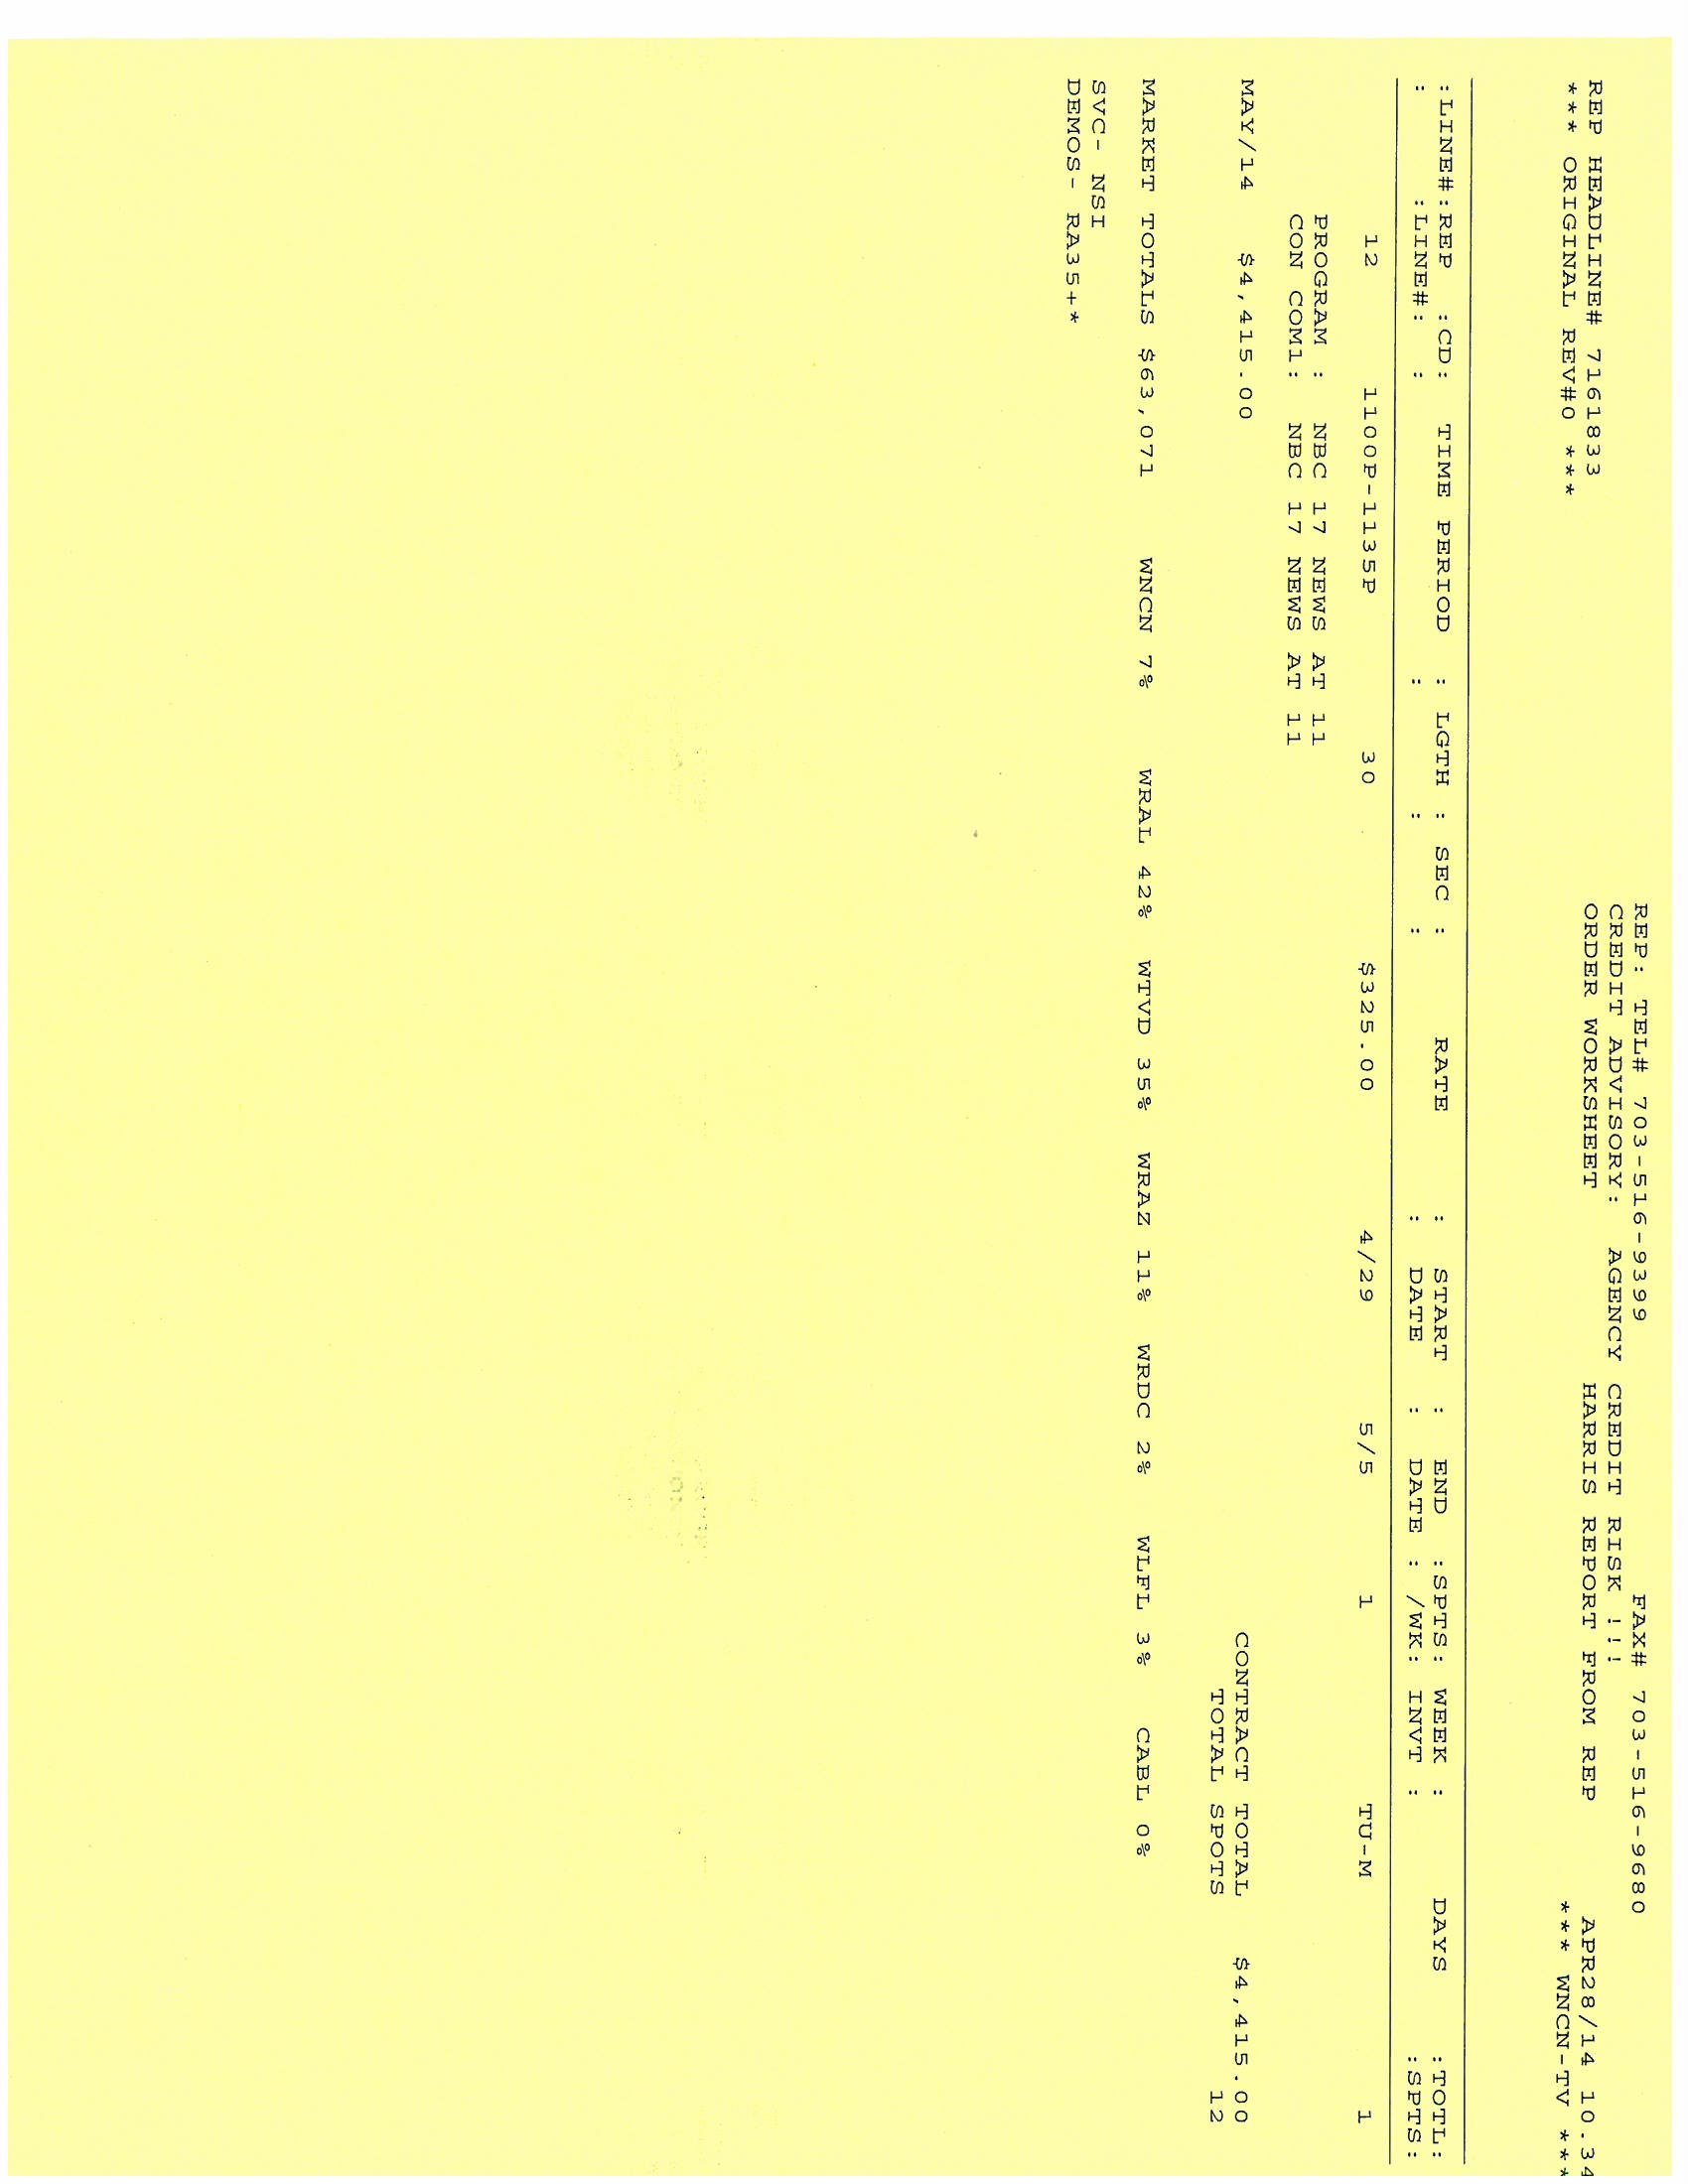 REP: TEL# 703-516-9399 FAX# 703-516-9680
CREDIT ADVISORY: AGENCY CREDIT RISK !!!
REP HEADLINE# 7161833 ORDER WORKSHEET HARRIS REPORT FROM REP APR28/14 10.34
*** ORIGINAL REV#0 *** *** WNCN-TV ***
:LINE#:REP :CD: TIME PERIOD : LGTH : SEC : RATE : START : END :SPTS: WEEK : DAYS :TOTL:
: :LINE#: : : : : : DATE : DATE : /WK: INVT : :SPTS:
12 1100P-1135P 30 $325.00 4/29 5/5 1 TU-M 1
PROGRAM : NBC 17 NEWS AT 11
CON COM1: NBC 17 NEWS AT 11
MAY/14 $4,415.00 CONTRACT TOTAL $4,415.00
TOTAL SPOTS 12
MARKET TOTALS $63,071 WNCN 7% WRAL 42% WTVD 35% WRAZ 11% WRDC 2% WLFL 3% CABL 0%
SVC- NSI
DEMOS- RA35+*